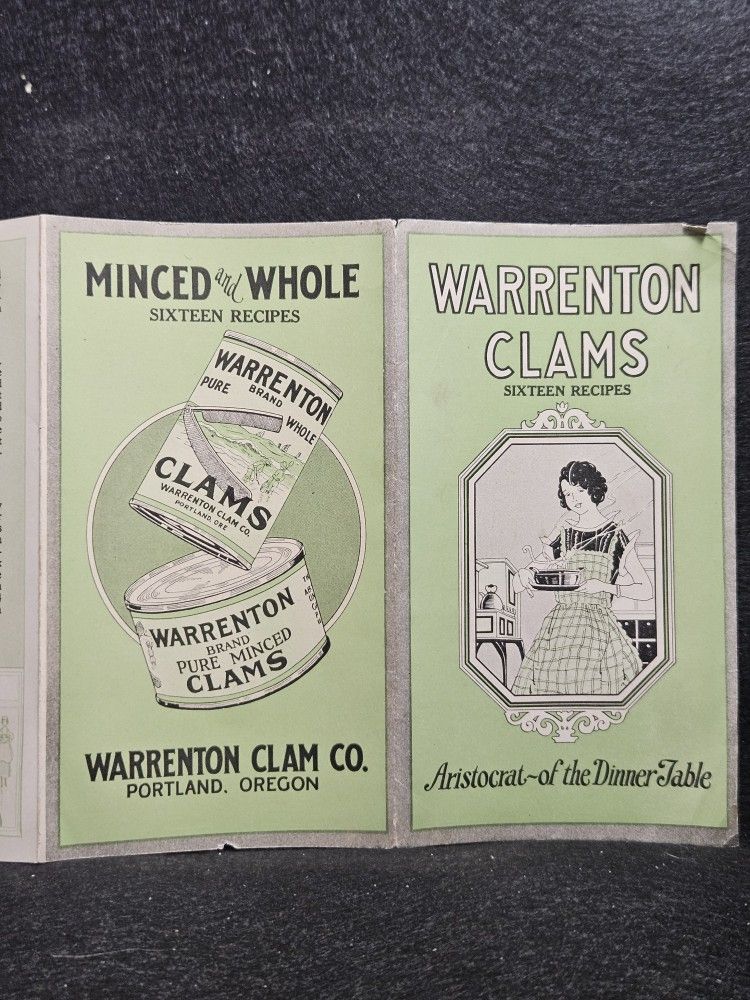 MINCED and WHOLE
SIXTEEN RECIPES
WARRENTON
PURE BRAND WHOLE
CLAMS
WARRENTON CLAM CO.
PORTLAND, ORE
WARRENTON
BRAND
PURE MINCED
CLAMS
WARRENTON CLAM CO.
PORTLAND, OREGON
WARRENTON
CLAMS
SIXTEEN RECIPES
Aristocrat~of the Dinner Table